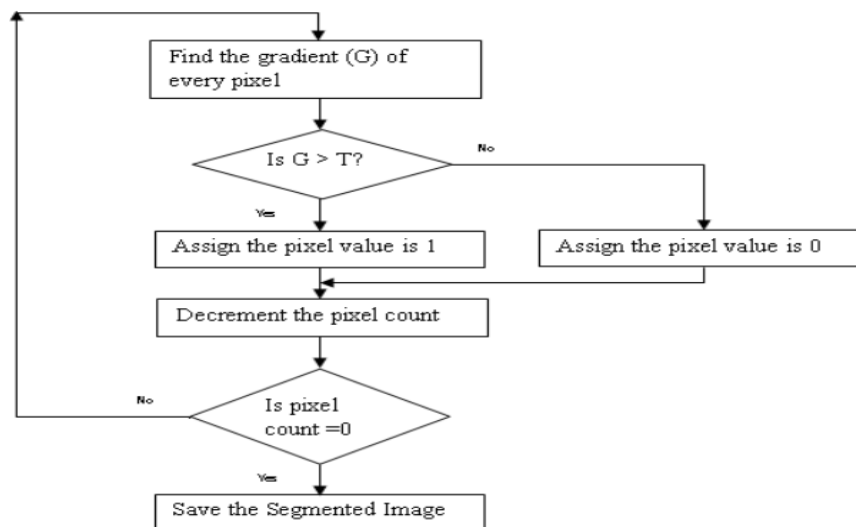 Find the gradient (G) of
every pixel
Is G > T?
No
Yes
Assign the pixel value is 1
Assign the pixel value is 0
Decrement the pixel count
No
Is pixel
count =0
Yes
Save the Segmented Image